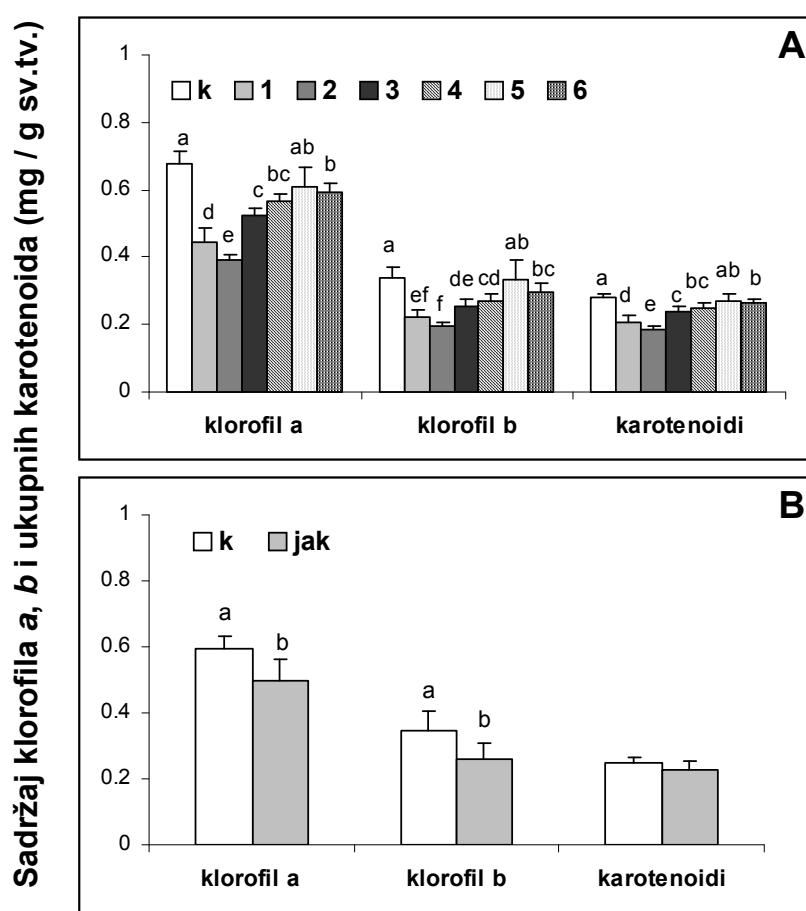 Sadržaj klorofila a, b i ukupnih karotenoida (mg / g sv.tv.)
A
1
k 1 2 3 4 5 6
0.8
a
ab
bc b
0.6
c
d
e
0.4
a
ab
bc
de cd
ef
f
a
ab b
bc
c
d
e
0.2
0
klorofil a klorofil b karotenoidi
B
1
k jak
0.8
a
b
0.6
a
b
0.4
0.2
0
klorofil a klorofil b karotenoidi